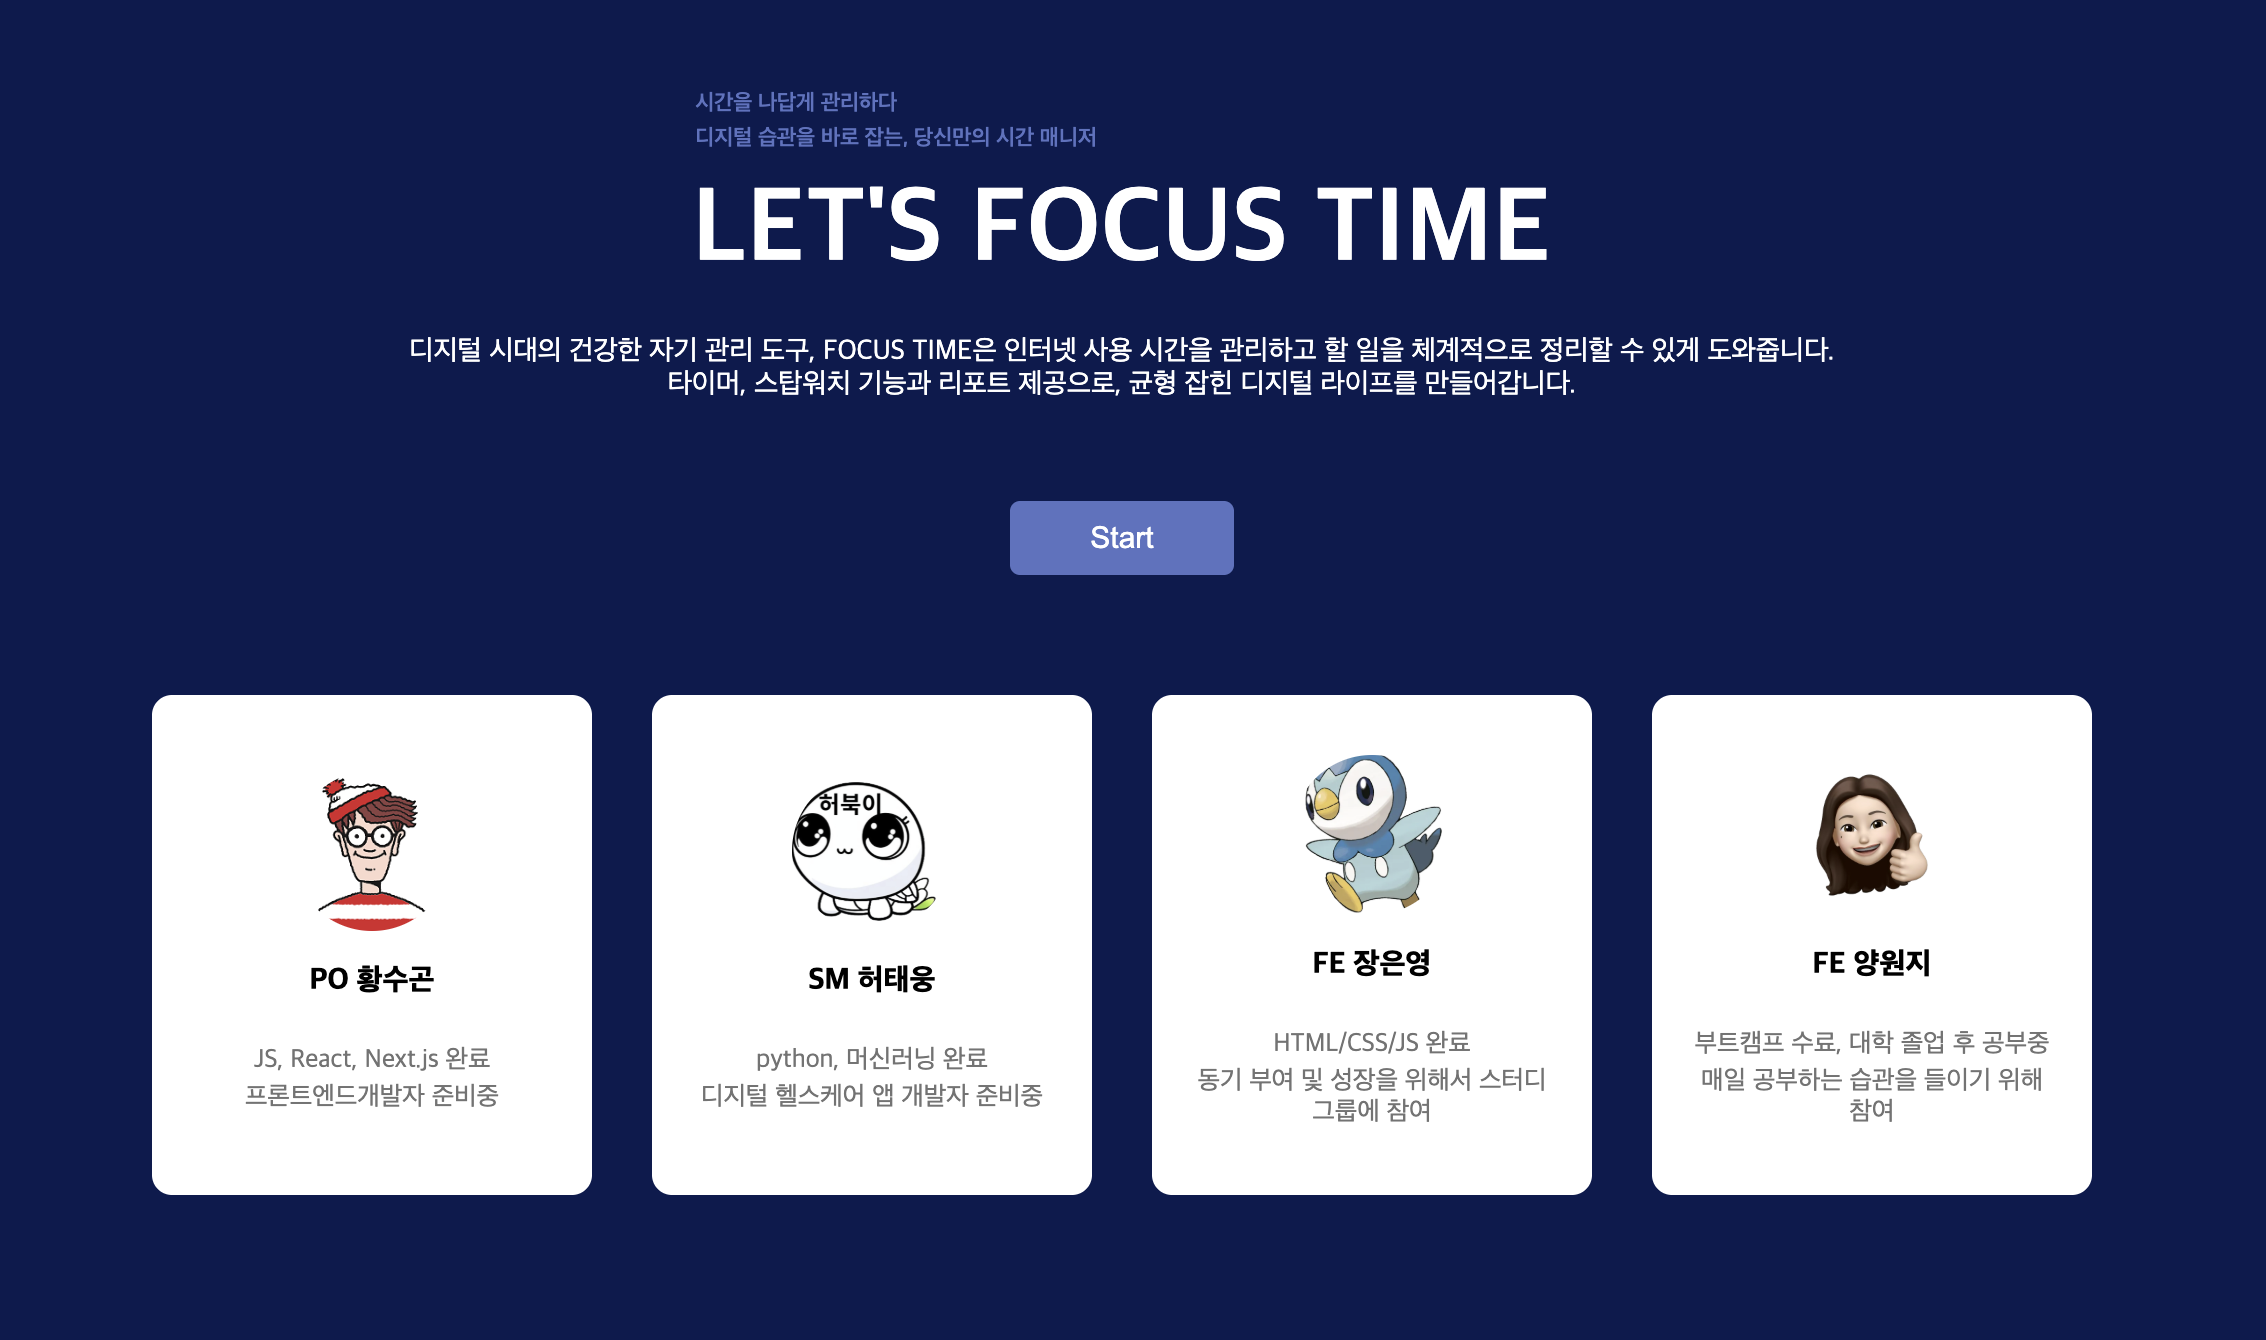 시간을 나답게 관리하다
디지털 습관을 바로 잡는, 당신만의 시간 매니저
LET'S FOCUS TIME
디지털 시대의 건강한 자기 관리 도구, FOCUS TIME은 인터넷 사용 시간을 관리하고 할 일을 체계적으로 정리할 수 있게 도와줍니다.
타이머, 스탑워치 기능과 리포트 제공으로, 균형 잡힌 디지털 라이프를 만들어갑니다.
Start
허북이
PO 황수곤
JS, React, Next.js 완료
프론트엔드개발자 준비중
SM 허태웅
python, 머신러닝 완료
디지털 헬스케어 앱 개발자 준비중
FE 장은영
HTML/CSS/JS 완료
동기 부여 및 성장을 위해서 스터디
그룹에 참여
FE 양원지
부트캠프 수료, 대학 졸업 후 공부중
매일 공부하는 습관을 들이기 위해
참여